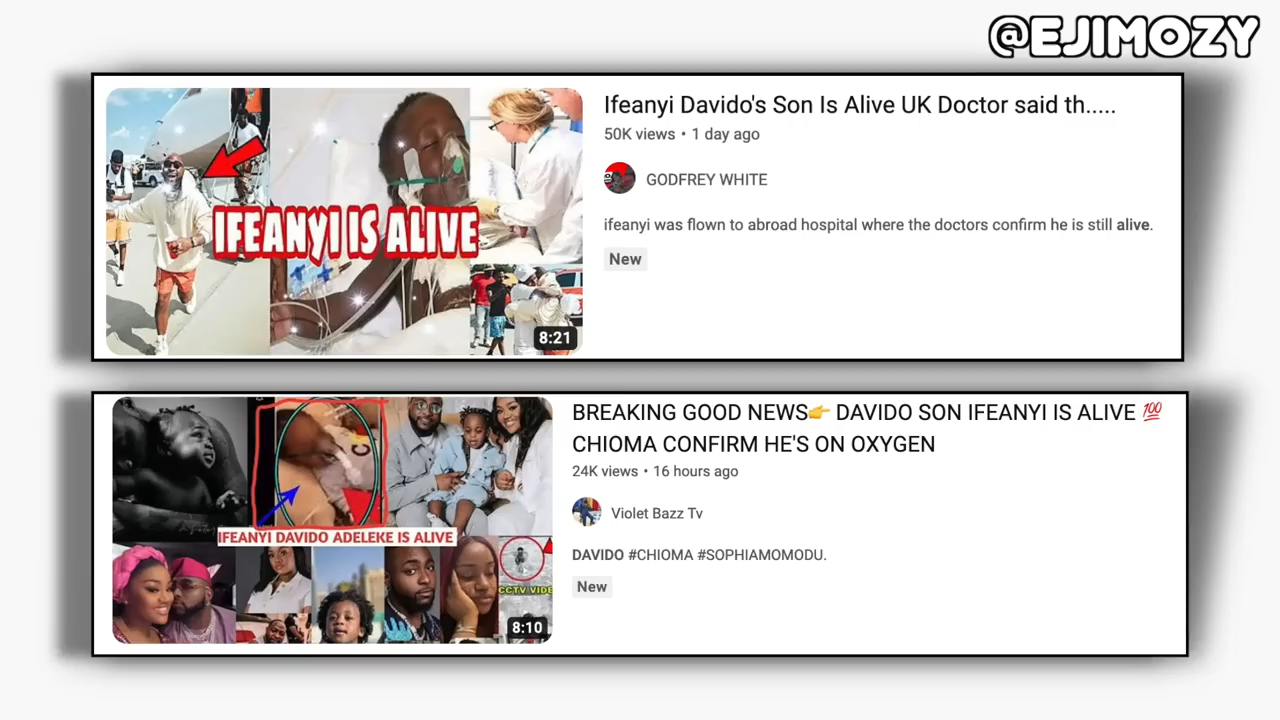 @EJIMOZY
IFEANYI IS ALIVE
8:21
Ifeanyi Davido's Son Is Alive UK Doctor said th.....
50K views • 1 day ago
GODFREY WHITE
ifeanyi was flown to abroad hospital where the doctors confirm he is still alive.
New
IFEANYI DAVIDO ADELEKE IS ALIVE
CCTV VIDE
8:10
BREAKING GOOD NEWS👉 DAVIDO SON IFEANYI IS ALIVE 💯
CHIOMA CONFIRM HE'S ON OXYGEN
24K views • 16 hours ago
Violet Bazz Tv
DAVIDO #CHIOMA #SOPHIAMOMODU.
New